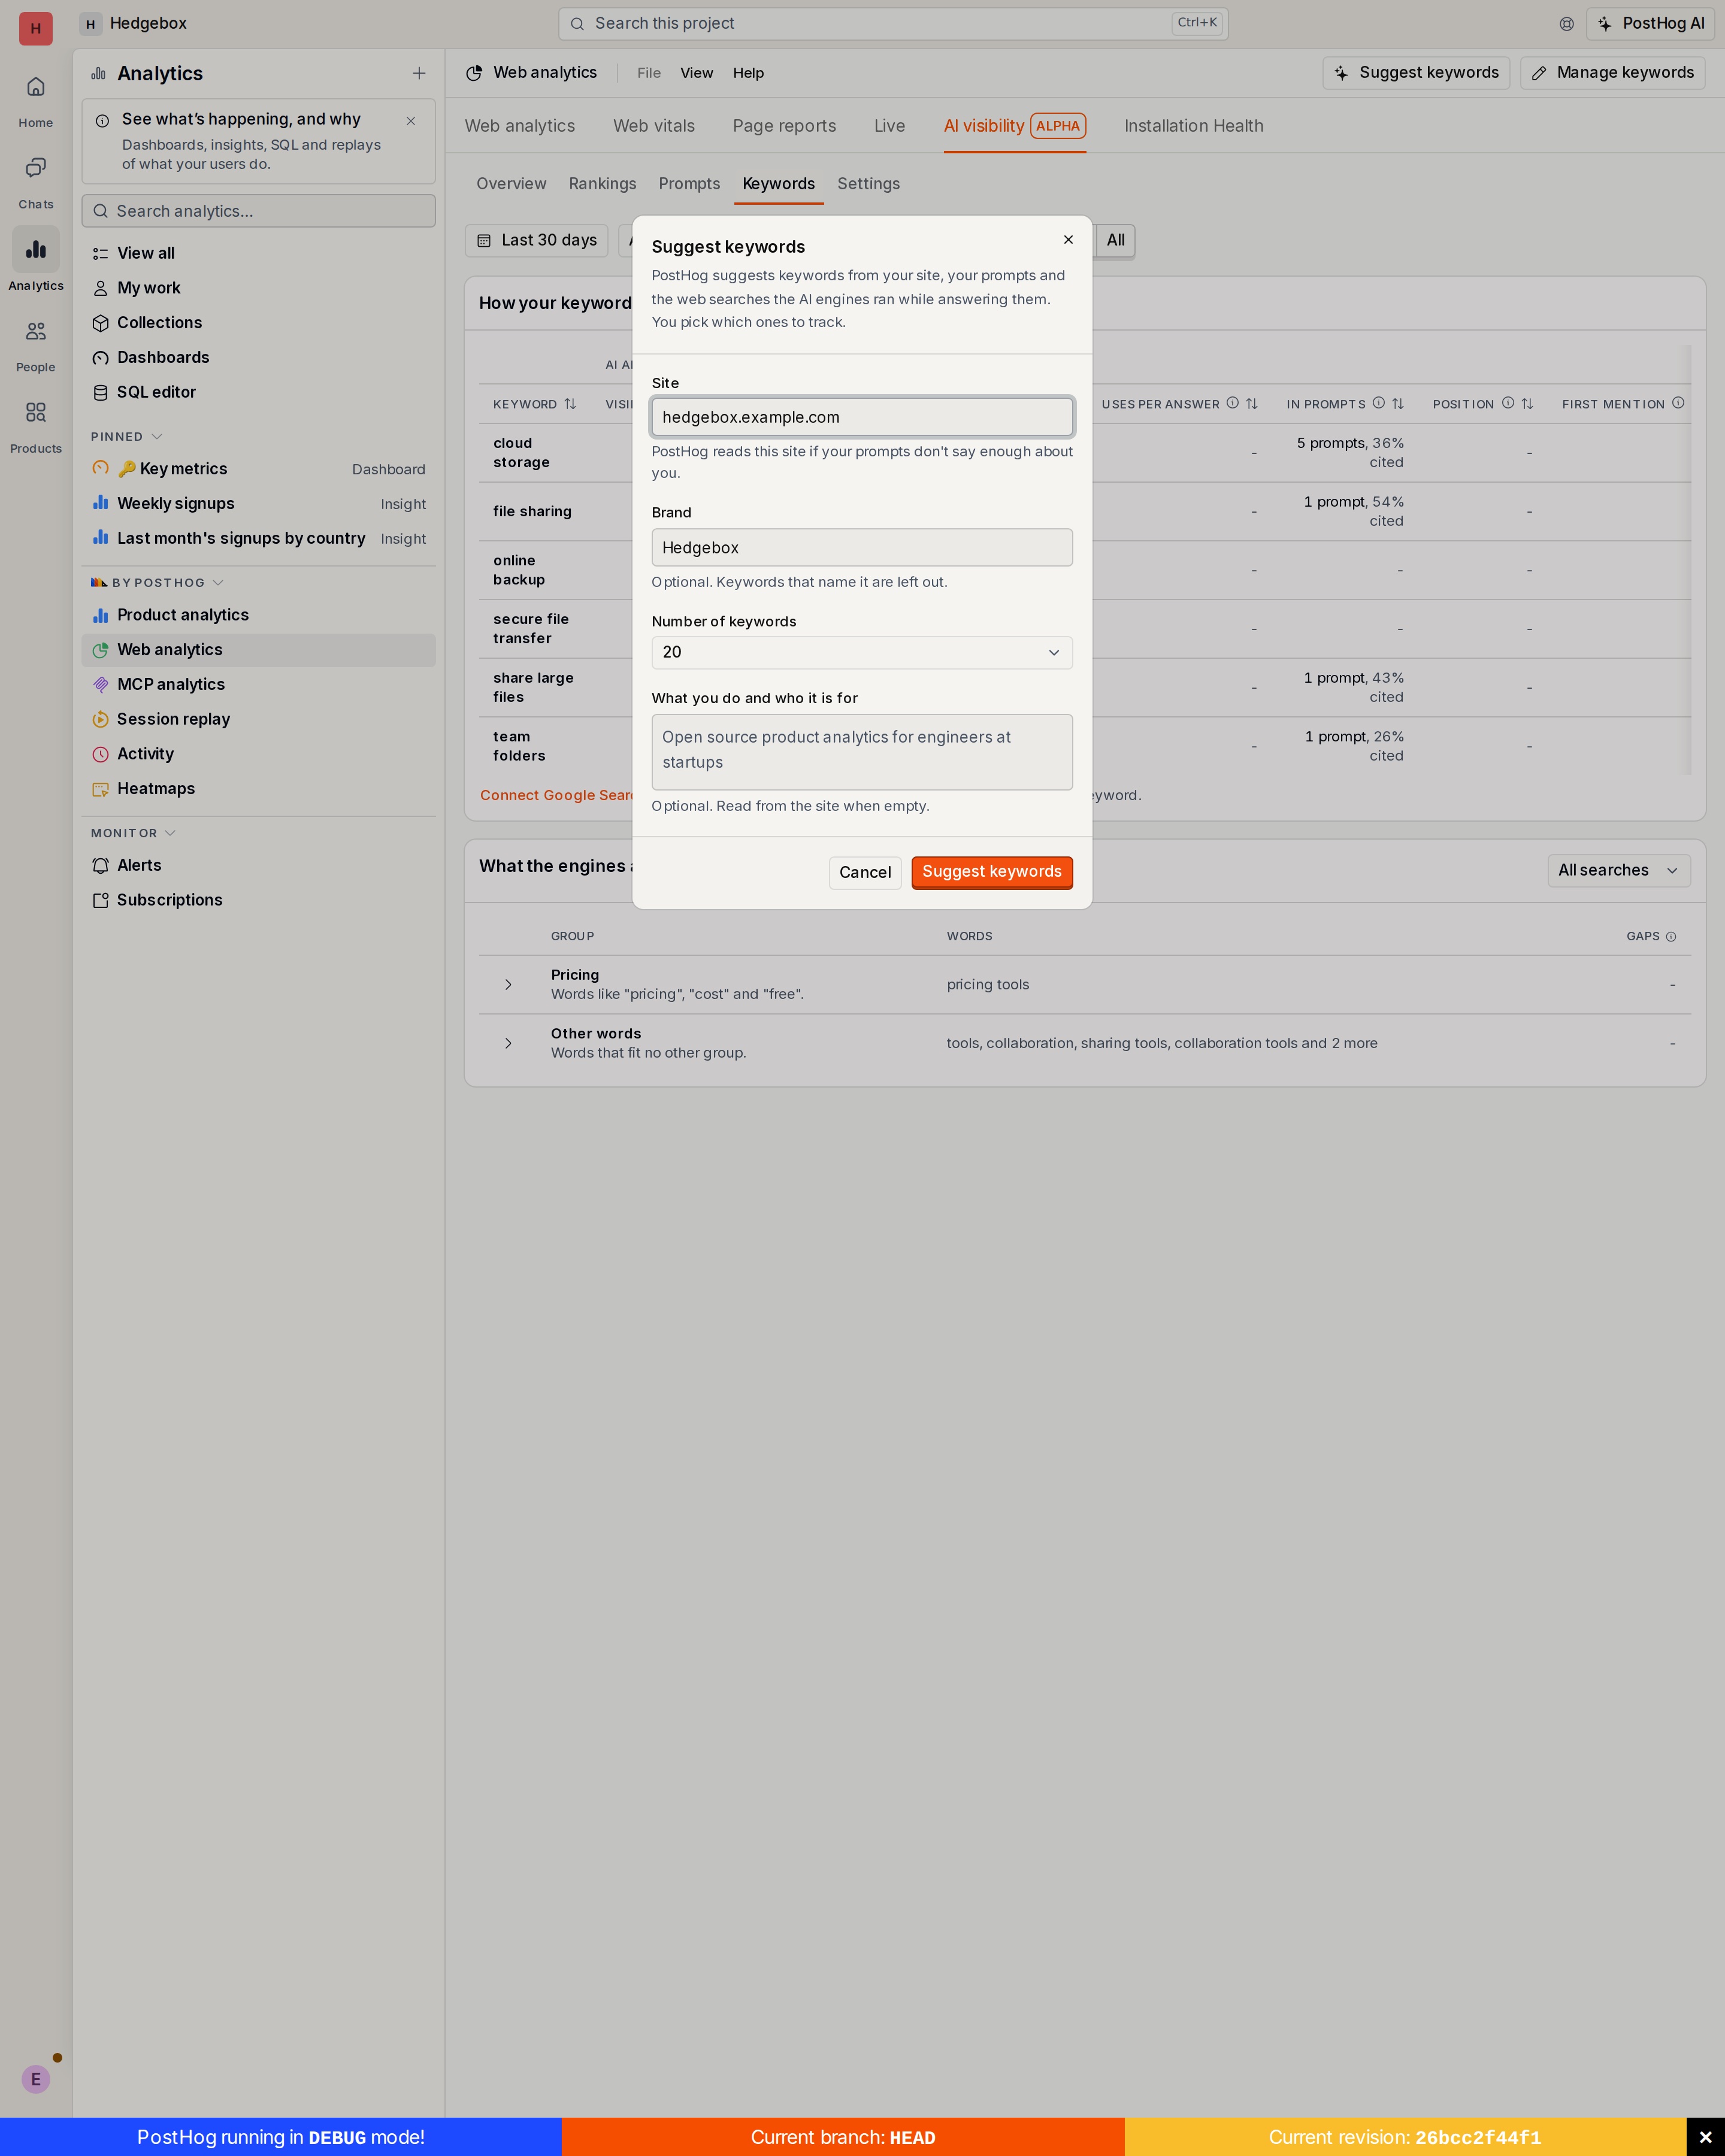 H
H
Hedgebox
Search this project
Ctrl+K
PostHog AI
Home
Chats
Analytics
People
Products
Analytics
See what's happening, and why
Dashboards, insights, SQL and replays
of what your users do.
Search analytics...
View all
My work
Collections
Dashboards
SQL editor
PINNED
🔑 Key metrics
Dashboard
Weekly signups
Insight
Last month's signups by country
Insight
BY POSTHOG
Product analytics
Web analytics
MCP analytics
Session replay
Activity
Heatmaps
MONITOR
Alerts
Subscriptions
E
Web analytics
File
View
Help
Suggest keywords
Manage keywords
Web analytics
Web vitals
Page reports
Live
AI visibility
ALPHA
Installation Health
Overview
Rankings
Prompts
Keywords
Settings
Last 30 days
All
How your keyword
KEYWORD
USES PER ANSWER
IN PROMPTS
POSITION
FIRST MENTION
cloud
storage
-
5 prompts, 36%
cited
-
file sharing
-
1 prompt, 54%
cited
-
online
backup
-
-
-
secure file
transfer
-
-
-
share large
files
-
1 prompt, 43%
cited
-
team
folders
-
1 prompt, 26%
cited
-
Connect Google Sear
eyword.
What the engines
All searches
GROUP
WORDS
GAPS
Pricing
Words like "pricing", "cost" and "free".
pricing tools
-
Other words
Words that fit no other group.
tools, collaboration, sharing tools, collaboration tools and 2 more
-
Suggest keywords
PostHog suggests keywords from your site, your prompts and
the web searches the AI engines ran while answering them.
You pick which ones to track.
Site
hedgebox.example.com
PostHog reads this site if your prompts don't say enough about
you.
Brand
Hedgebox
Optional. Keywords that name it are left out.
Number of keywords
20
What you do and who it is for
Open source product analytics for engineers at
startups
Optional. Read from the site when empty.
Cancel
Suggest keywords
PostHog running in DEBUG mode!
Current branch: HEAD
Current revision: 26bcc2f44f1